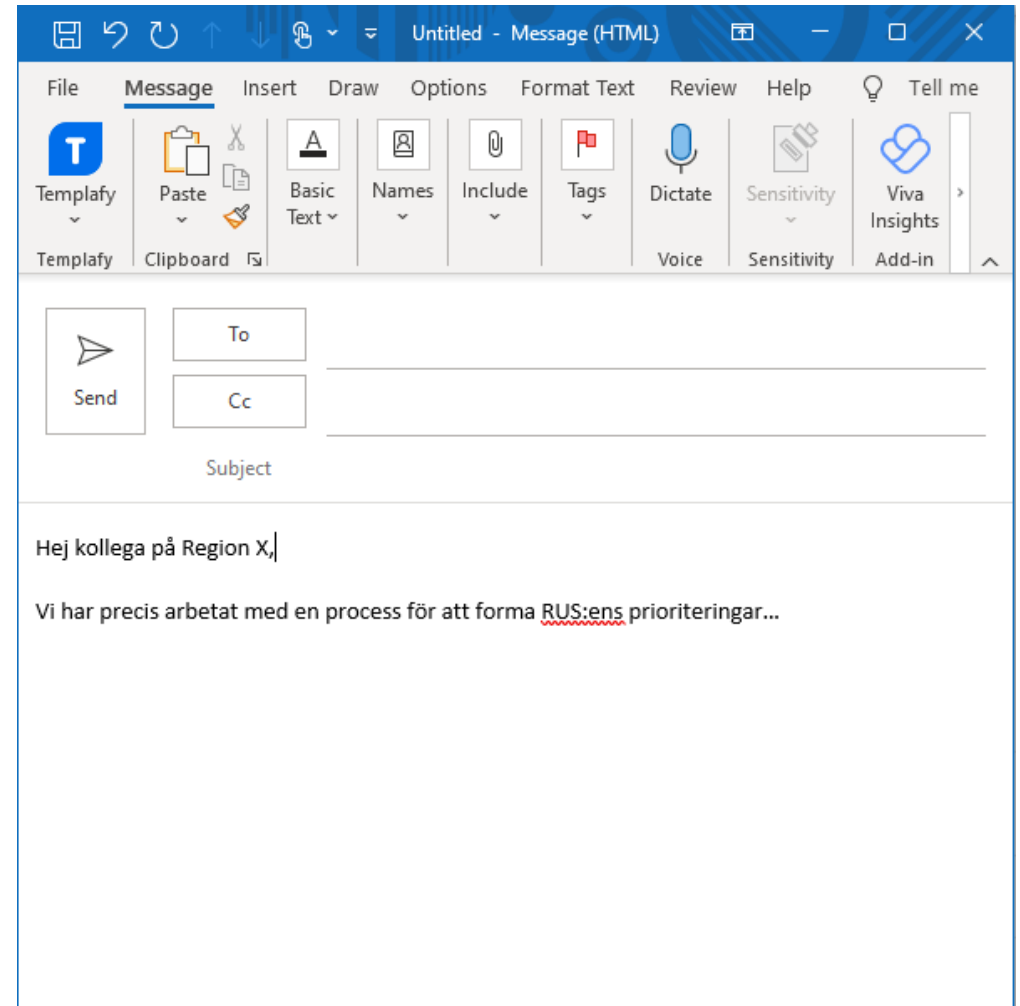 Untitled - Message (HTML)
File Message Insert Draw Options Format Text Review Help Tell me
T
Templafy Paste Basic Text Names Include Tags Dictate Sensitivity Viva Insights
Templafy Clipboard Voice Sensitivity Add-in
To
Send Cc
Subject
Hej kollega på Region X,
Vi har precis arbetat med en process för att forma RUS:ens prioriteringar...